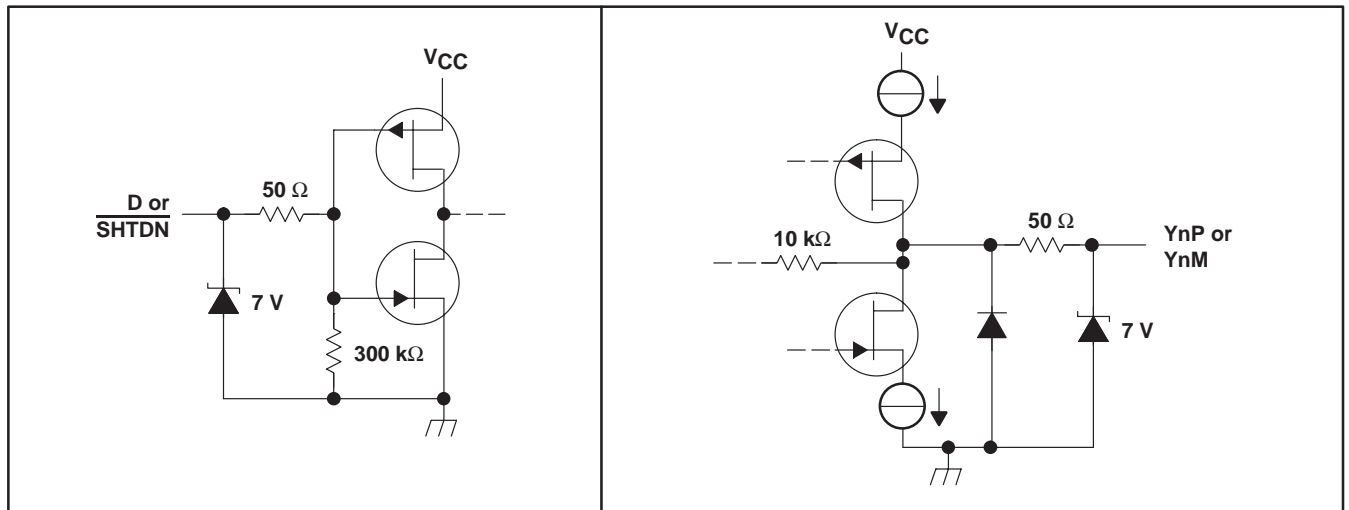 VCC
50 Ω
D or
SHTDN
7 V
300 kΩ
VCC
10 kΩ
50 Ω
YnP or
YnM
7 V